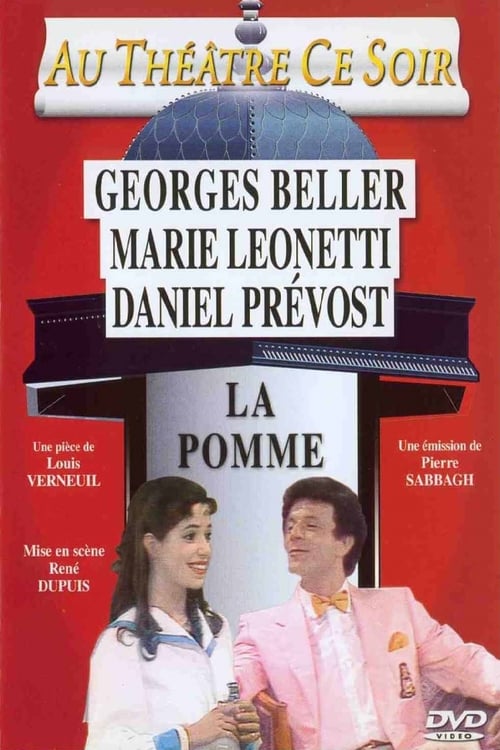 AU THÉÂTRE CE SOIR
GEORGES BELLER
MARIE LEONETTI
DANIEL PRÉVOST
LA
POMME
Une pièce de
Louis
VERNEUIL
Une émission de
Pierre
SABBAGH
Mise en scène
René
DUPUIS
DVD
VIDEO